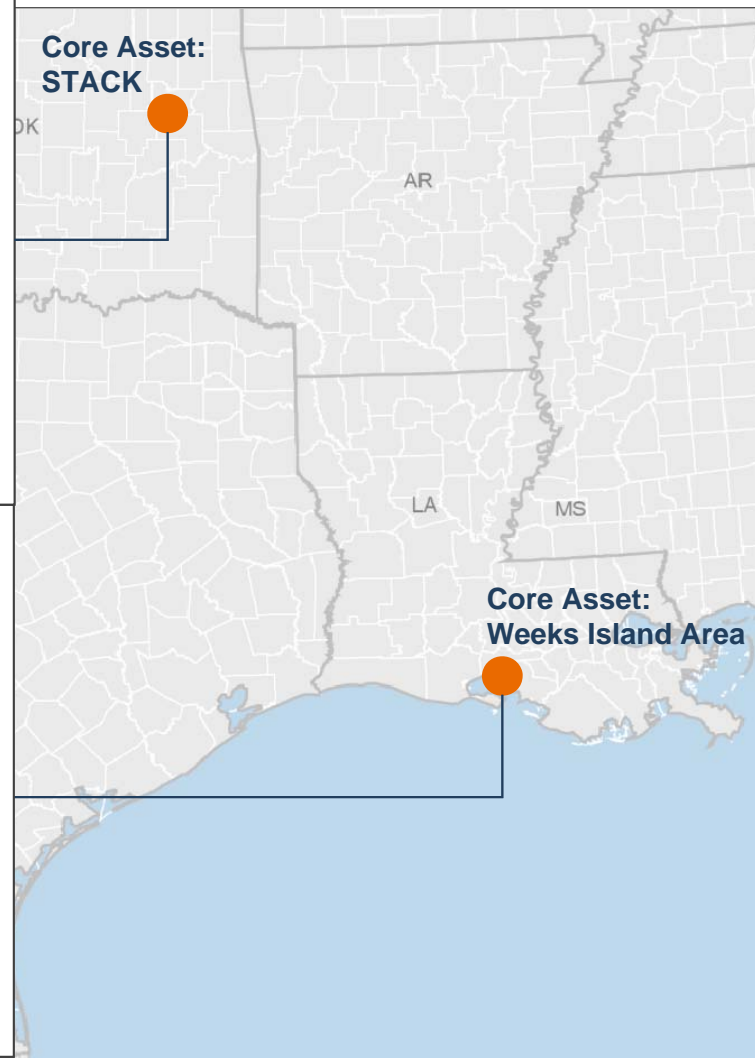 Core Asset:
STACK
OK
AR
LA
MS
Core Asset:
Weeks Island Area